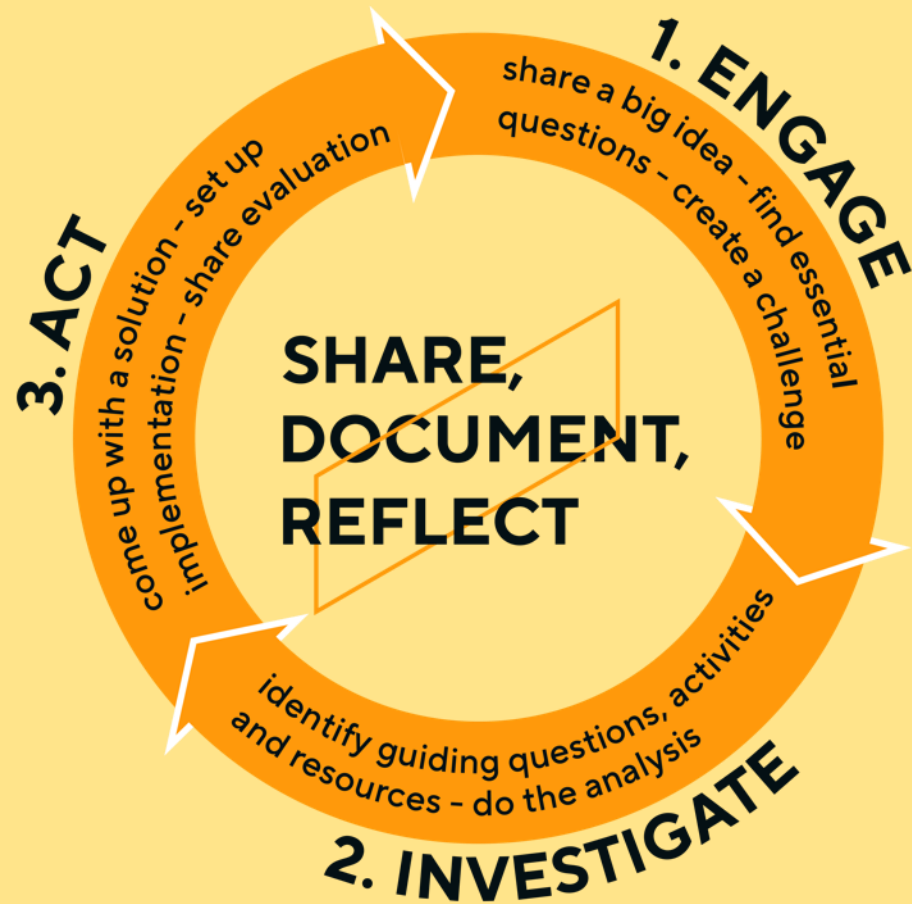 1. ENGAGE
share a big idea - find essential
questions - create a challenge
2. INVESTIGATE
identify guiding questions, activities
and resources - do the analysis
3. ACT
come up with a solution - set up
implementation - share evaluation
SHARE,
DOCUMENT,
REFLECT